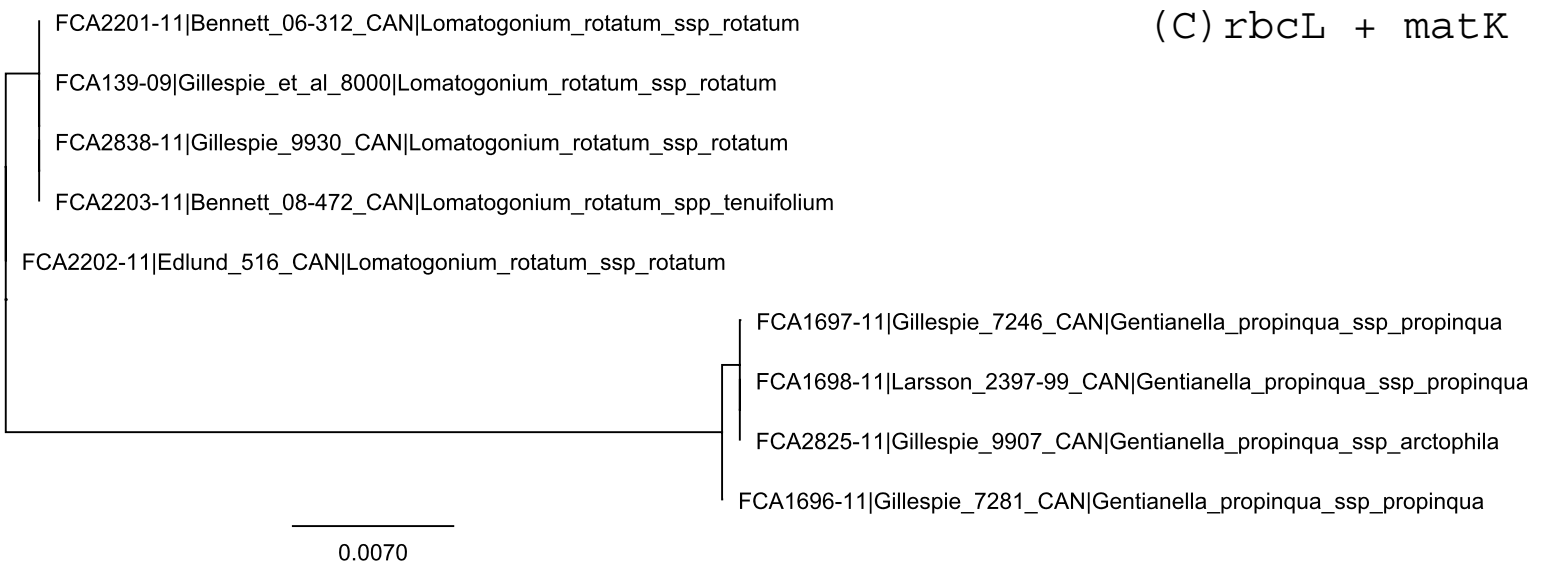 FCA2201-11|Bennett_06-312_CAN|Lomatogonium_rotatum_ssp_rotatum
(C) rbcL + matK
FCA139-09|Gillespie_et_al_8000|Lomatogonium_rotatum_ssp_rotatum
FCA2838-11|Gillespie_9930_CAN|Lomatogonium_rotatum_ssp_rotatum
FCA2203-11|Bennett_08-472_CAN|Lomatogonium_rotatum_spp_tenuifolium
FCA2202-11|Edlund_516_CAN|Lomatogonium_rotatum_ssp_rotatum
FCA1697-11|Gillespie_7246_CAN|Gentianella_propinqua_ssp_propinqua
FCA1698-11|Larsson_2397-99_CAN|Gentianella_propinqua_ssp_propinqua
FCA2825-11|Gillespie_9907_CAN|Gentianella_propinqua_ssp_arctophila
FCA1696-11|Gillespie_7281_CAN|Gentianella_propinqua_ssp_propinqua
0.0070